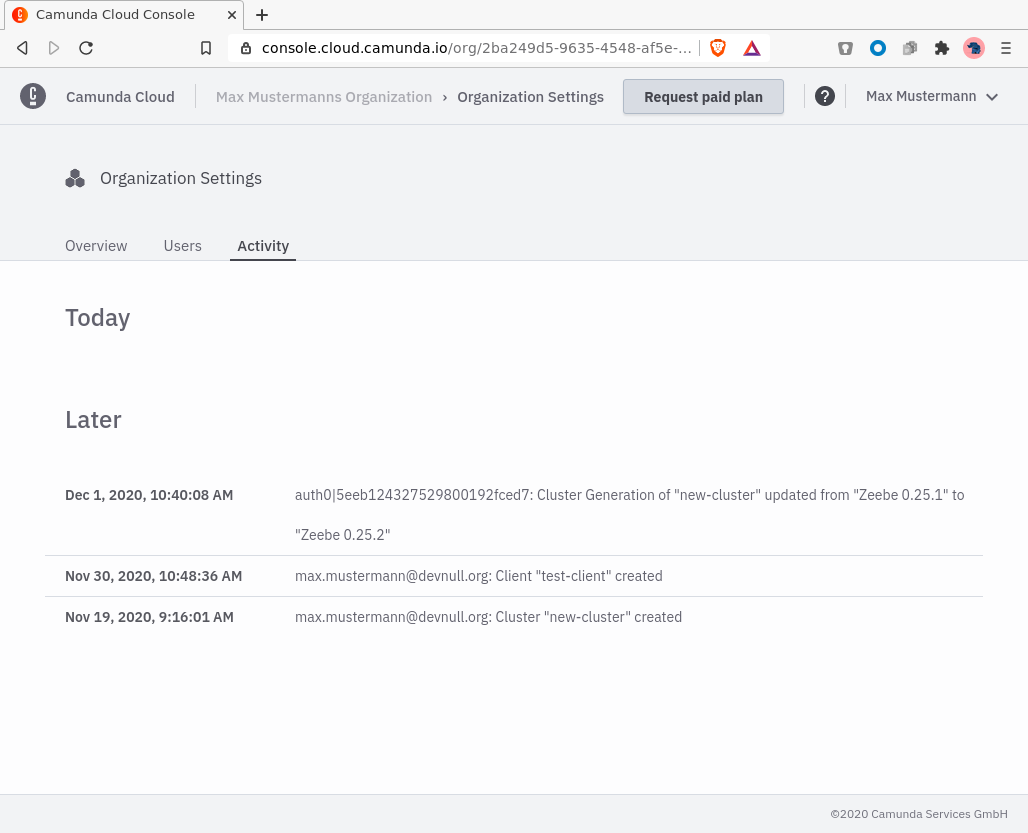 Camunda Cloud Console
console.cloud.camunda.io/org/2ba249d5-9635-4548-af5e-...
Camunda Cloud
Max Mustermanns Organization › Organization Settings
Request paid plan
?
Max Mustermann
Organization Settings
Overview
Users
Activity
Today
Later
Dec 1, 2020, 10:40:08 AM
auth0|5eeb124327529800192fced7: Cluster Generation of "new-cluster" updated from "Zeebe 0.25.1" to
"Zeebe 0.25.2"
Nov 30, 2020, 10:48:36 AM
max.mustermann@devnull.org: Client "test-client" created
Nov 19, 2020, 9:16:01 AM
max.mustermann@devnull.org: Cluster "new-cluster" created
©2020 Camunda Services GmbH